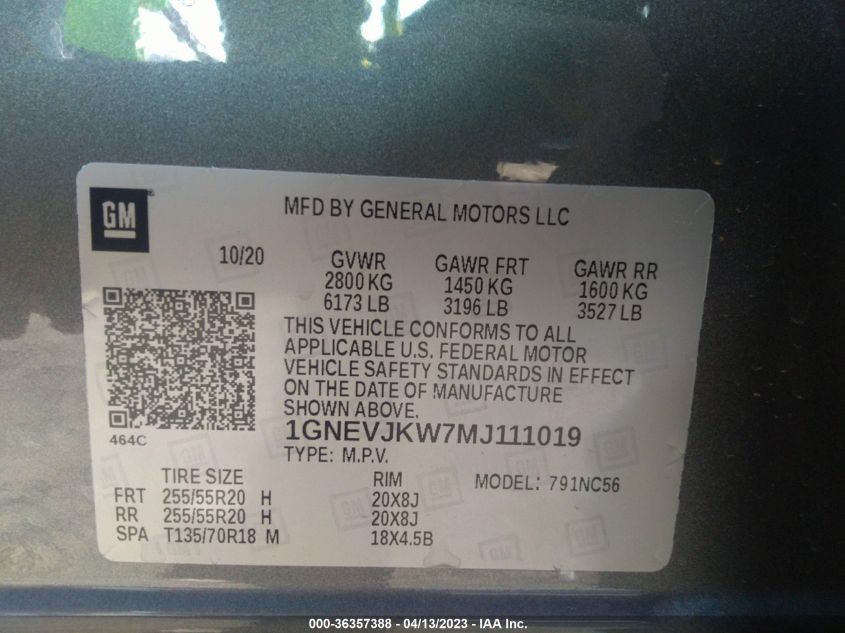 GM
MFD BY GENERAL MOTORS LLC
10/20
GVWR GAWR FRT GAWR RR
2800 KG 1450 KG 1600 KG
6173 LB 3196 LB 3527 LB
THIS VEHICLE CONFORMS TO ALL
APPLICABLE U.S. FEDERAL MOTOR
VEHICLE SAFETY STANDARDS IN EFFECT
ON THE DATE OF MANUFACTURE
SHOWN ABOVE.
464C
1GNEVJKW7MJ111019
TYPE: M.P.V.
TIRE SIZE RIM MODEL: 791NC56
FRT 255/55R20 H 20X8J
RR 255/55R20 H 20X8J
SPA T135/70R18 M 18X4.5B
000-36357388 - 04/13/2023 - IAA Inc.